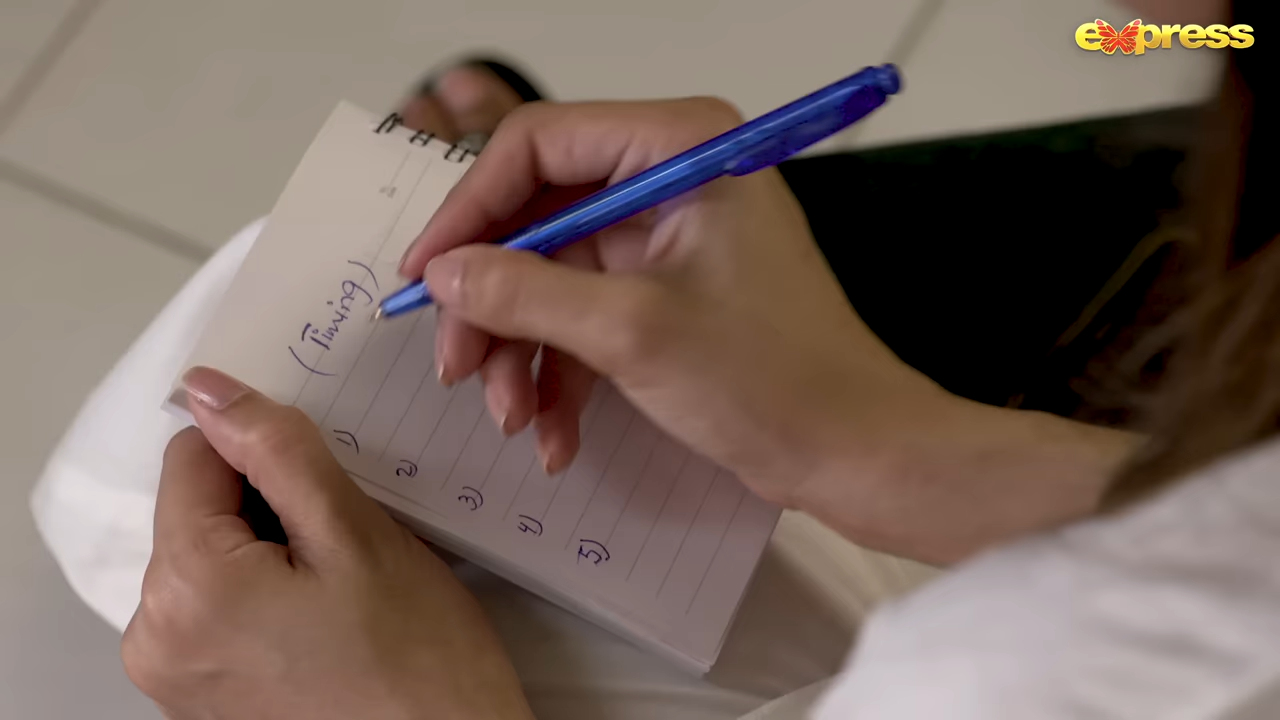 express
(Timing)
1)
2)
3)
4)
5)